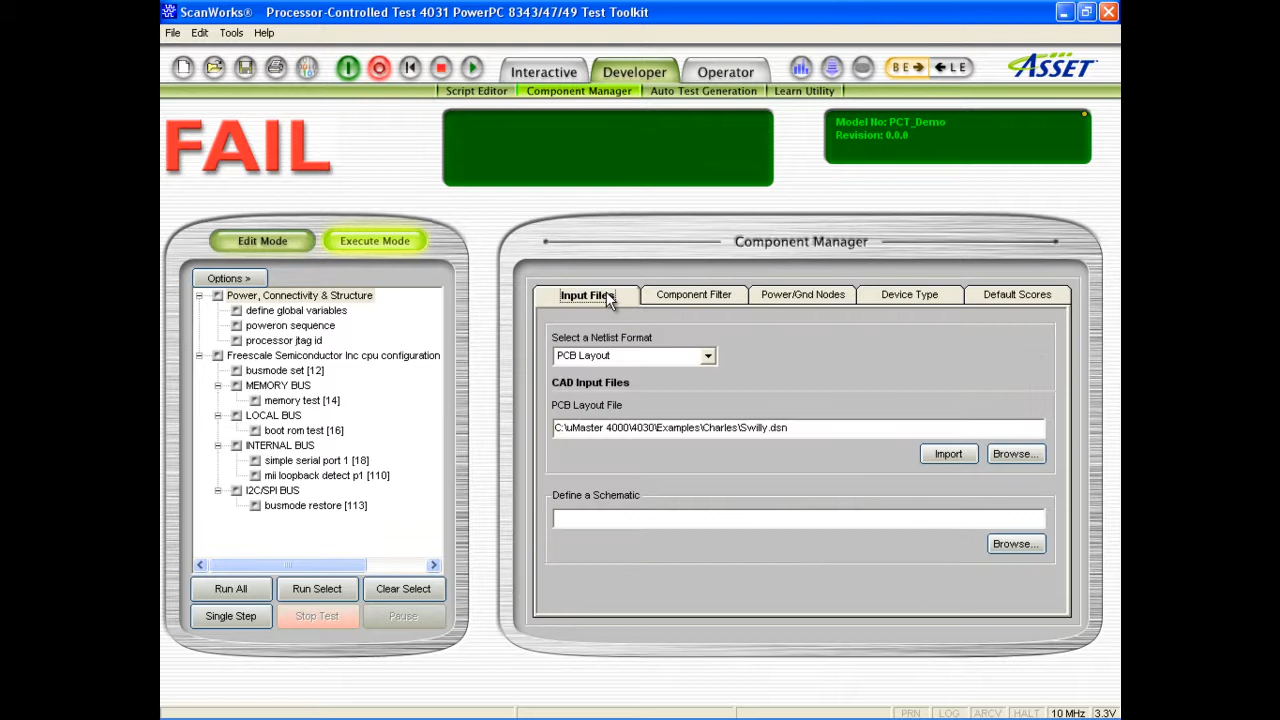 ScanWorks® Processor-Controlled Test 4031 PowerPC 8343/47/49 Test Toolkit
File Edit Tools Help
Interactive Developer Operator
B E L E
ASSET
Script Editor Component Manager Auto Test Generation Learn Utility
FAIL
Model No: PCT_Demo
Revision: 0.0.0
Edit Mode Execute Mode
Options »
Power, Connectivity & Structure
define global variables
poweron sequence
processor jtag id
Freescale Semiconductor Inc cpu configuration
busmode set [12]
MEMORY BUS
memory test [14]
LOCAL BUS
boot rom test [16]
INTERNAL BUS
simple serial port 1 [18]
mii loopback detect p1 [110]
I2C/SPI BUS
busmode restore [113]
Run All Run Select Clear Select
Single Step Stop Test Pause
Component Manager
Input Files Component Filter Power/Gnd Nodes Device Type Default Scores
Select a Netlist Format
PCB Layout
CAD Input Files
PCB Layout File
C:\uMaster 4000\4030\Examples\Charles\Swilly.dsn
Import Browse...
Define a Schematic
Browse...
PRN LOG ARCV HALT 10 MHz 3.3V